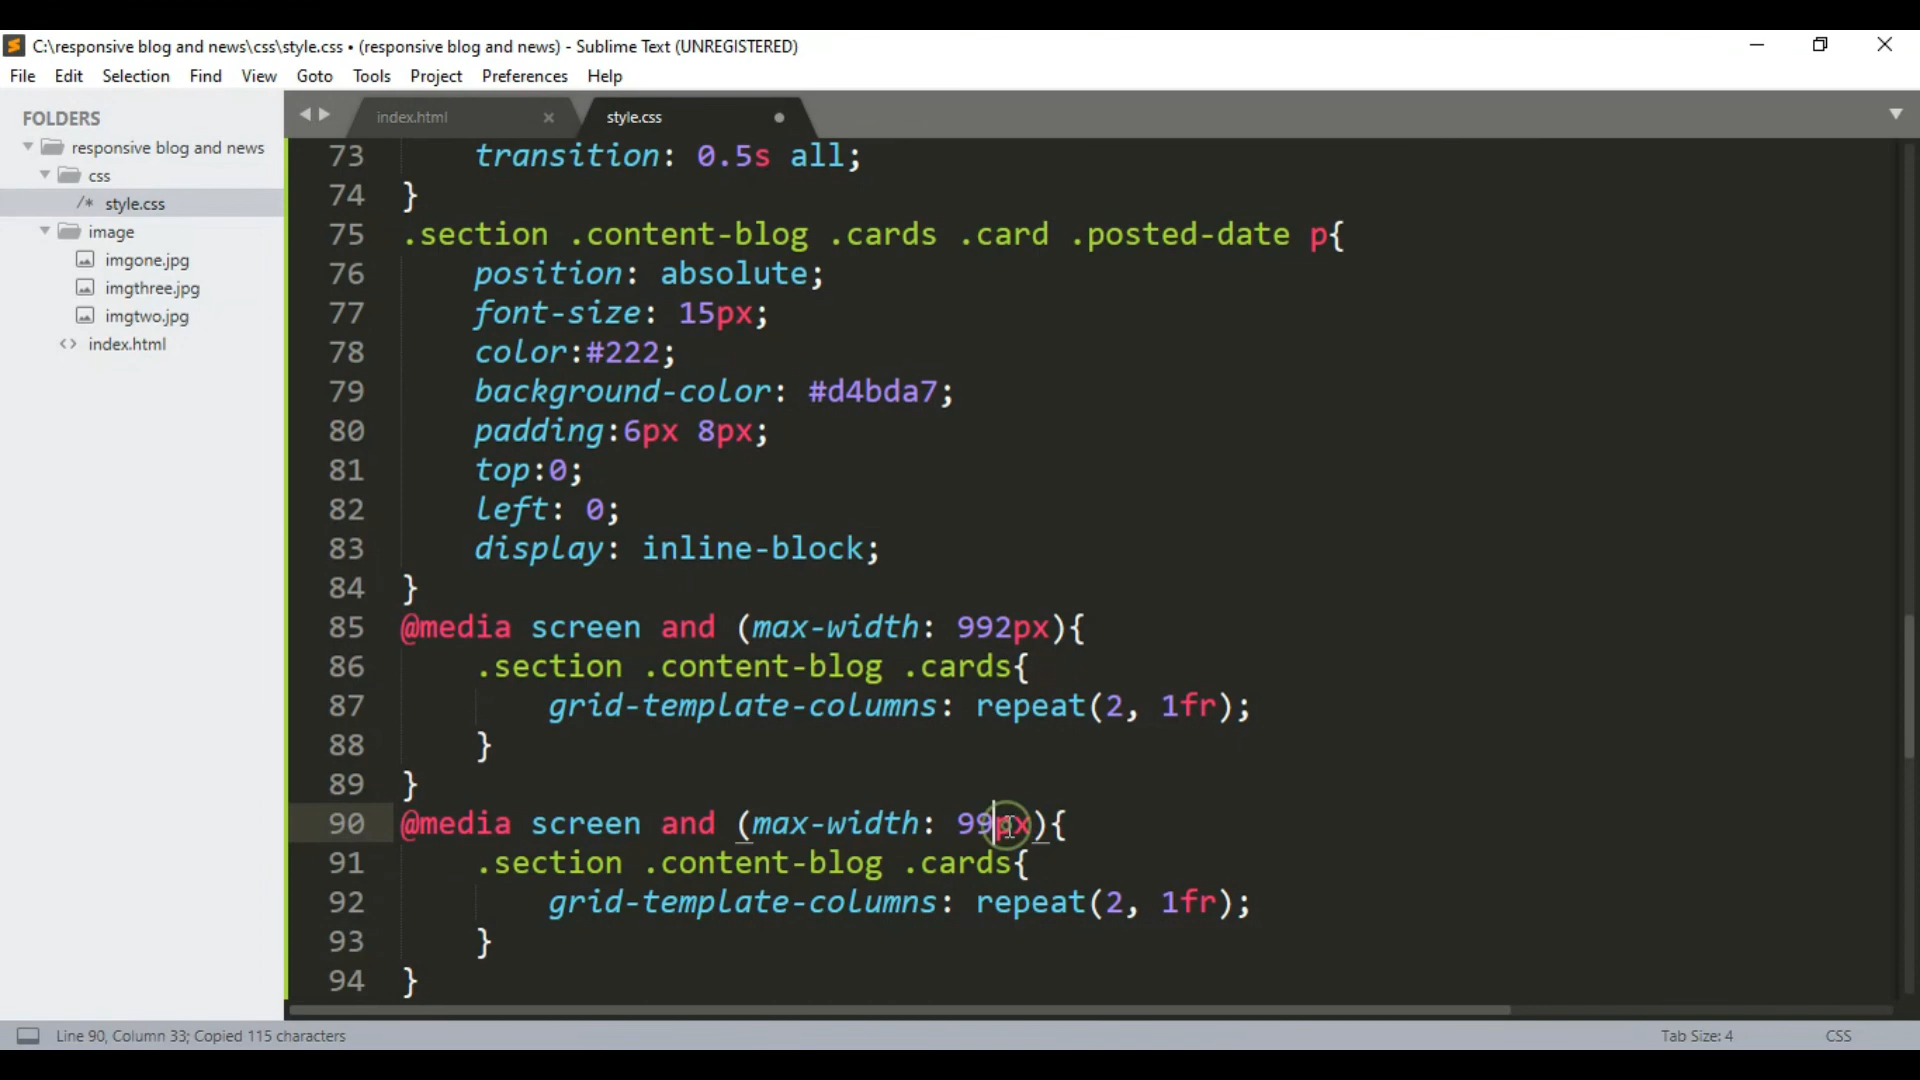 C:\responsive blog and news\css\style.css • (responsive blog and news) - Sublime Text (UNREGISTERED)
File Edit Selection Find View Goto Tools Project Preferences Help
FOLDERS
responsive blog and news
css
/* style.css
image
imgone.jpg
imgthree.jpg
imgtwo.jpg
<> index.html
index.html ×
style.css
73 transition: 0.5s all;
74 }
75 .section .content-blog .cards .card .posted-date p{
76 position: absolute;
77 font-size: 15px;
78 color:#222;
79 background-color: #d4bda7;
80 padding:6px 8px;
81 top:0;
82 left: 0;
83 display: inline-block;
84 }
85 @media screen and (max-width: 992px){
86 .section .content-blog .cards{
87 grid-template-columns: repeat(2, 1fr);
88 }
89 }
90 @media screen and (max-width: 99px){
91 .section .content-blog .cards{
92 grid-template-columns: repeat(2, 1fr);
93 }
94 }
Line 90, Column 33; Copied 115 characters
Tab Size: 4
CSS